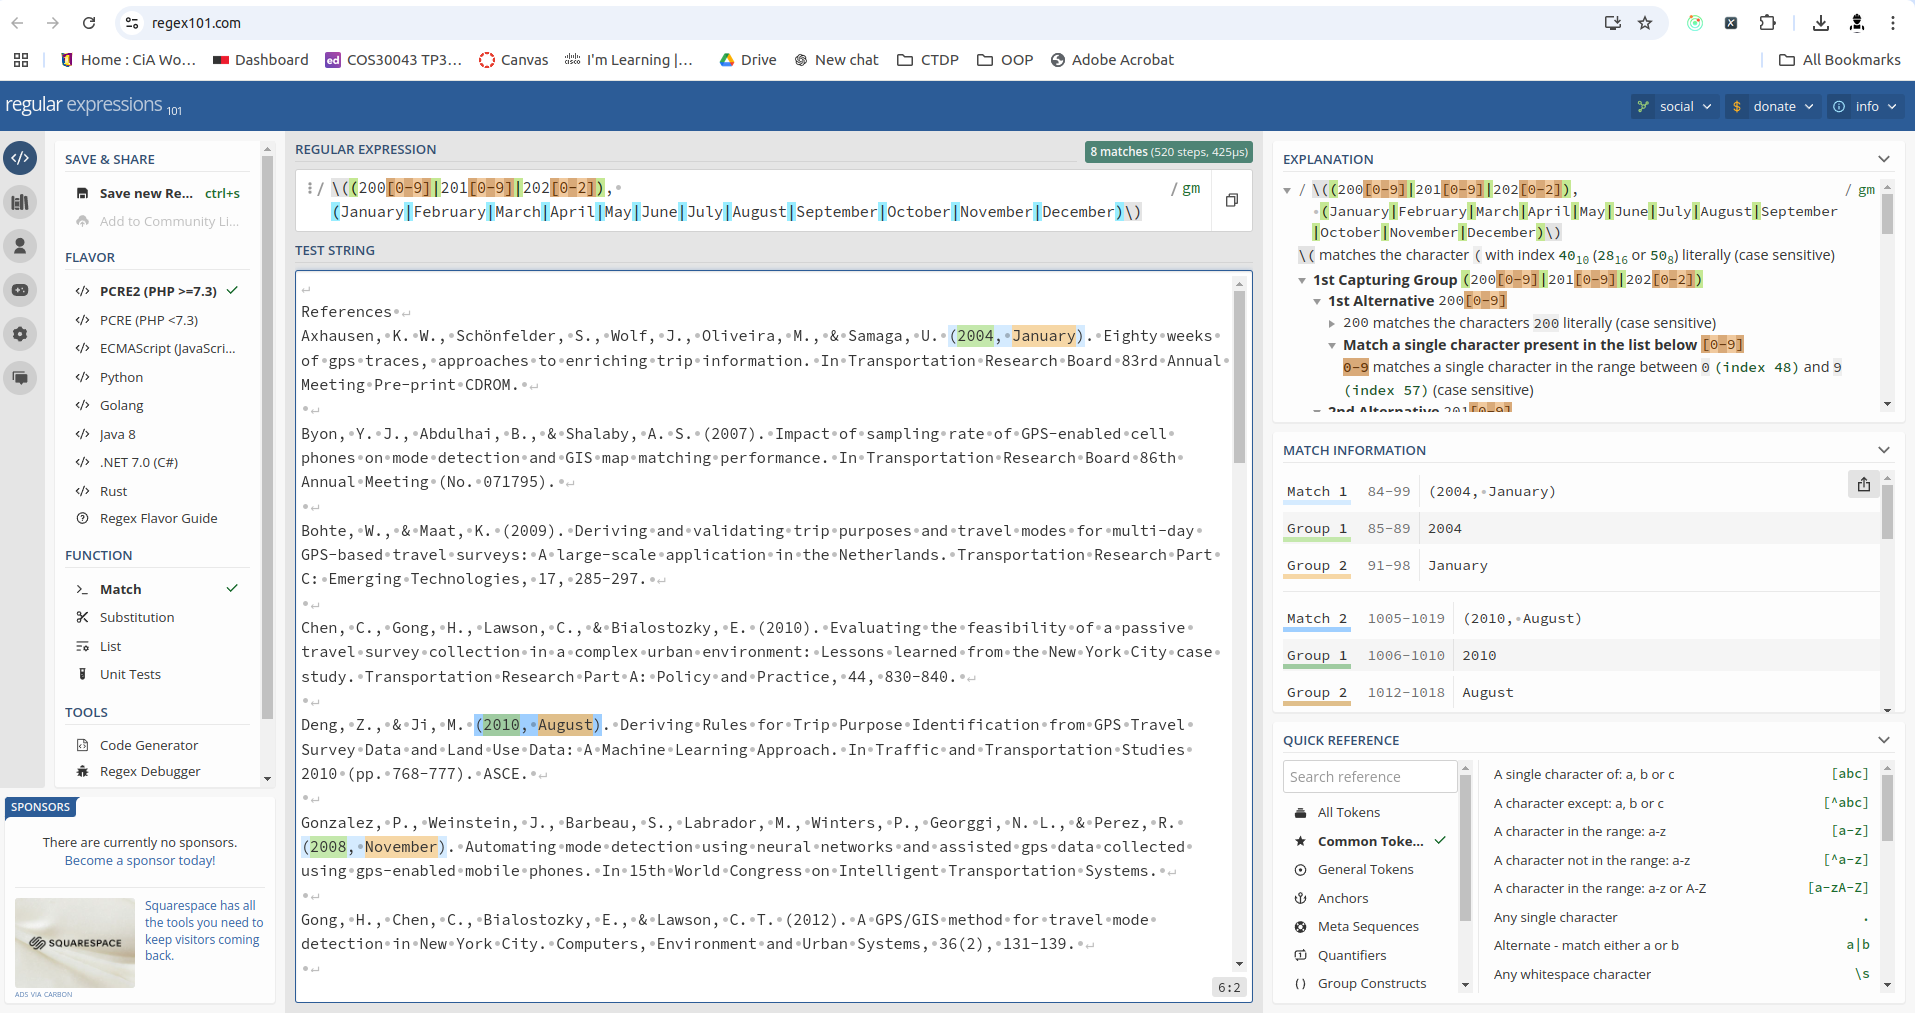 regex101.com
Home : CiA Wo...
Dashboard
COS30043 TP3...
Canvas
I'm Learning |...
Drive
New chat
CTDP
OOP
Adobe Acrobat
All Bookmarks
regular expressions 101
social
donate
info
SAVE & SHARE
Save new Re... ctrl+s
Add to Community Li...
FLAVOR
</> PCRE2 (PHP >=7.3)
</> PCRE (PHP <7.3)
</> ECMAScript (JavaScri...
</> Python
</> Golang
</> Java 8
</> .NET 7.0 (C#)
</> Rust
Regex Flavor Guide
FUNCTION
Match
Substitution
List
Unit Tests
TOOLS
Code Generator
Regex Debugger
SPONSORS
There are currently no sponsors.
Become a sponsor today!
SQUARESPACE
Squarespace has all
the tools you need to
keep visitors coming
back.
ADS VIA CARBON
REGULAR EXPRESSION
8 matches (520 steps, 425µs)
/ \((200[0-9]|201[0-9]|202[0-2]),
/ gm
(January|February|March|April|May|June|July|August|September|October|November|December)\)
TEST STRING
References
Axhausen, K. W., Schönfelder, S., Wolf, J., Oliveira, M., & Samaga, U. (2004, January). Eighty weeks
of gps traces, approaches to enriching trip information. In Transportation Research Board 83rd Annual
Meeting Pre-print CDROM.
Byon, Y. J., Abdulhai, B., & Shalaby, A. S. (2007). Impact of sampling rate of GPS-enabled cell
phones on mode detection and GIS map matching performance. In Transportation Research Board 86th
Annual Meeting (No. 071795).
Bohte, W., & Maat, K. (2009). Deriving and validating trip purposes and travel modes for multi-day
GPS-based travel surveys: A large-scale application in the Netherlands. Transportation Research Part
C: Emerging Technologies, 17, 285-297.
Chen, C., Gong, H., Lawson, C., & Bialostozky, E. (2010). Evaluating the feasibility of a passive
travel survey collection in a complex urban environment: Lessons learned from the New York City case
study. Transportation Research Part A: Policy and Practice, 44, 830-840.
Deng, Z., & Ji, M. (2010, August). Deriving Rules for Trip Purpose Identification from GPS Travel
Survey Data and Land Use Data: A Machine Learning Approach. In Traffic and Transportation Studies
2010 (pp. 768-777). ASCE.
Gonzalez, P., Weinstein, J., Barbeau, S., Labrador, M., Winters, P., Georggi, N. L., & Perez, R.
(2008, November). Automating mode detection using neural networks and assisted gps data collected
using gps-enabled mobile phones. In 15th World Congress on Intelligent Transportation Systems.
Gong, H., Chen, C., Bialostozky, E., & Lawson, C. T. (2012). A GPS/GIS method for travel mode
detection in New York City. Computers, Environment and Urban Systems, 36(2), 131-139.
6:2
EXPLANATION
/ \((200[0-9]|201[0-9]|202[0-2]),
/ gm
(January|February|March|April|May|June|July|August|September
|October|November|December)\)
\( matches the character ( with index 40₁₀ (28₁₆ or 50₈) literally (case sensitive)
1st Capturing Group (200[0-9]|201[0-9]|202[0-2])
1st Alternative 200[0-9]
200 matches the characters 200 literally (case sensitive)
Match a single character present in the list below [0-9]
0-9 matches a single character in the range between 0 (index 48) and 9
(index 57) (case sensitive)
2nd Alternative 201[0-9]
MATCH INFORMATION
Match 1 84-99 (2004, January)
Group 1 85-89 2004
Group 2 91-98 January
Match 2 1005-1019 (2010, August)
Group 1 1006-1010 2010
Group 2 1012-1018 August
QUICK REFERENCE
Search reference
All Tokens
Common Toke...
General Tokens
Anchors
Meta Sequences
Quantifiers
Group Constructs
A single character of: a, b or c [abc]
A character except: a, b or c [^abc]
A character in the range: a-z [a-z]
A character not in the range: a-z [^a-z]
A character in the range: a-z or A-Z [a-zA-Z]
Any single character .
Alternate - match either a or b a|b
Any whitespace character \s